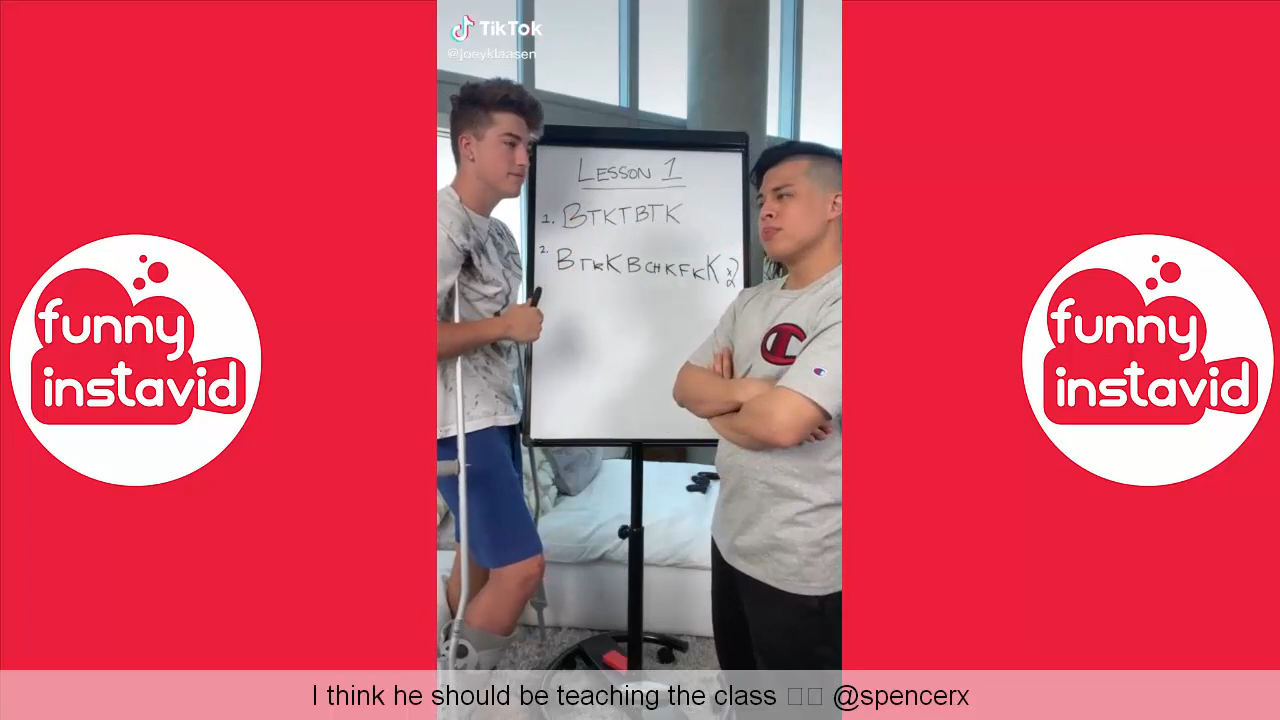 TikTok
@joeyklaasen
LESSON 1
1. BTKTBTK
2. BTKKBCHKFKK x2
funny
instavid
funny
instavid
I think he should be teaching the class @spencerx